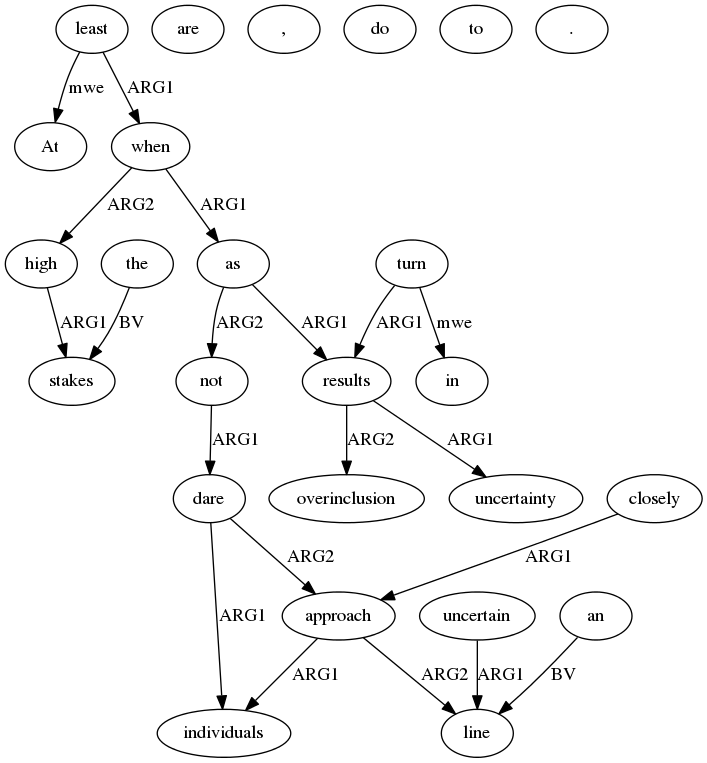 least are , do to .
mwe ARG1
At when
ARG2 ARG1
high the as turn
ARG1 BV ARG2 ARG1 ARG1 mwe
stakes not results in
ARG1 ARG2 ARG1
dare overinclusion uncertainty closely
ARG2 ARG1
ARG1 approach uncertain an
ARG1 ARG2 ARG1 BV
individuals line